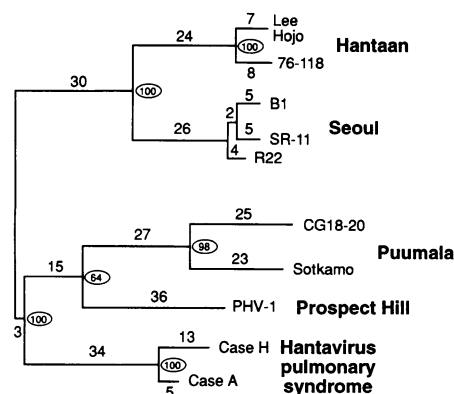 7
Lee
Hojo
24
100
Hantaan
76-118
8
30
100
5
B1
2
Seoul
26
5
SR-11
4
R22
25
CG18-20
27
98
Puumala
15
23
Sotkamo
64
36
PHV-1
Prospect Hill
3
100
13
Case H
Hantavirus
34
100
pulmonary
5
Case A
syndrome